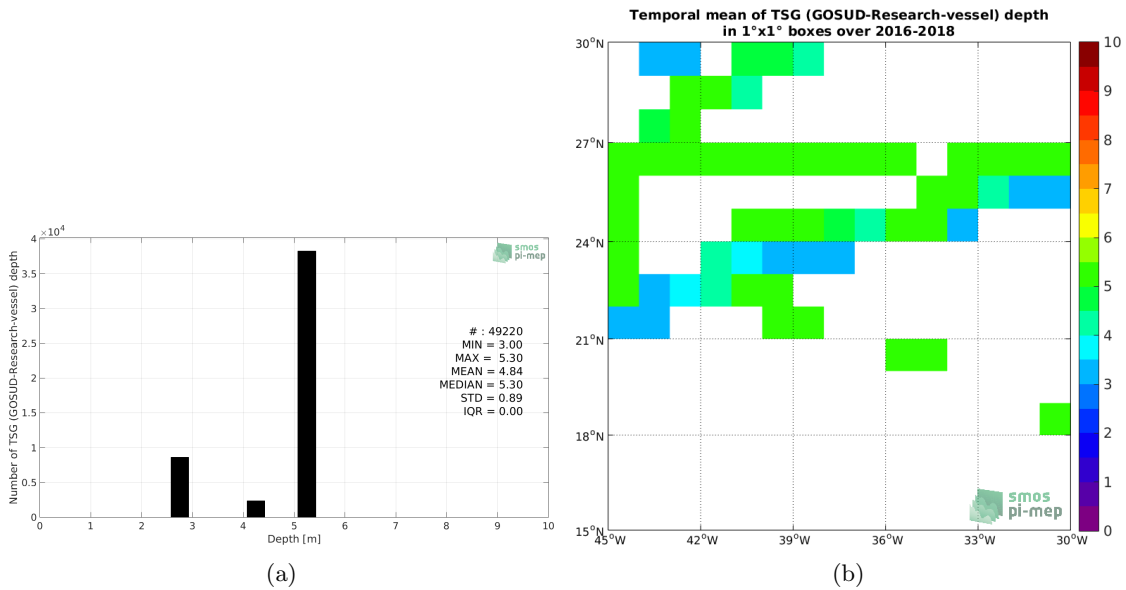 Temporal mean of TSG (GOSUD-Research-vessel) depth
in 1°x1° boxes over 2016-2018
×10⁴
4
3.5
3
2.5
2
1.5
1
0.5
0
Number of TSG (GOSUD-Research-vessel) depth
smos
pi-mep
# : 49220
MIN = 3.00
MAX = 5.30
MEAN = 4.84
MEDIAN = 5.30
STD = 0.89
IQR = 0.00
0 1 2 3 4 5 6 7 8 9 10
Depth [m]
(a)
30°N
27°N
24°N
21°N
18°N
15°N
45°W 42°W 39°W 36°W 33°W 30°W
smos
pi-mep
10
9
8
7
6
5
4
3
2
1
0
(b)